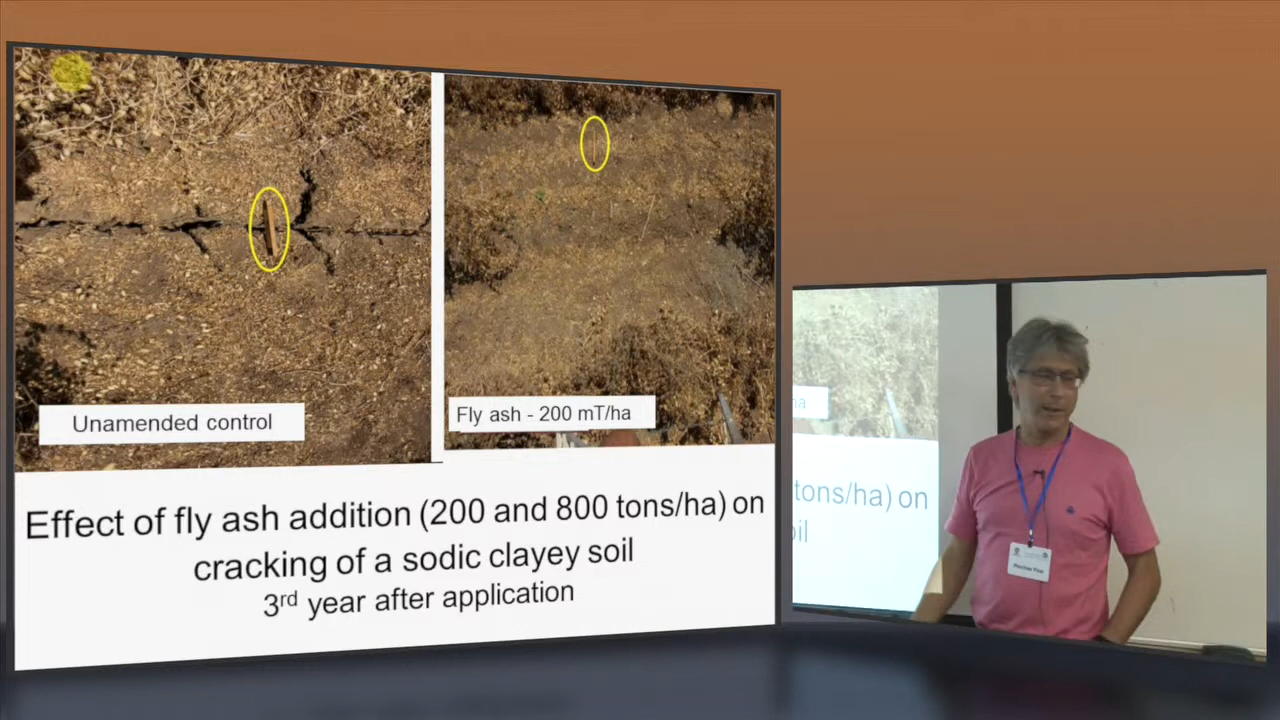 Unamended control
Fly ash - 200 mT/ha
Effect of fly ash addition (200 and 800 tons/ha) on
cracking of a sodic clayey soil
3rd year after application
ha
tons/ha) on
oil